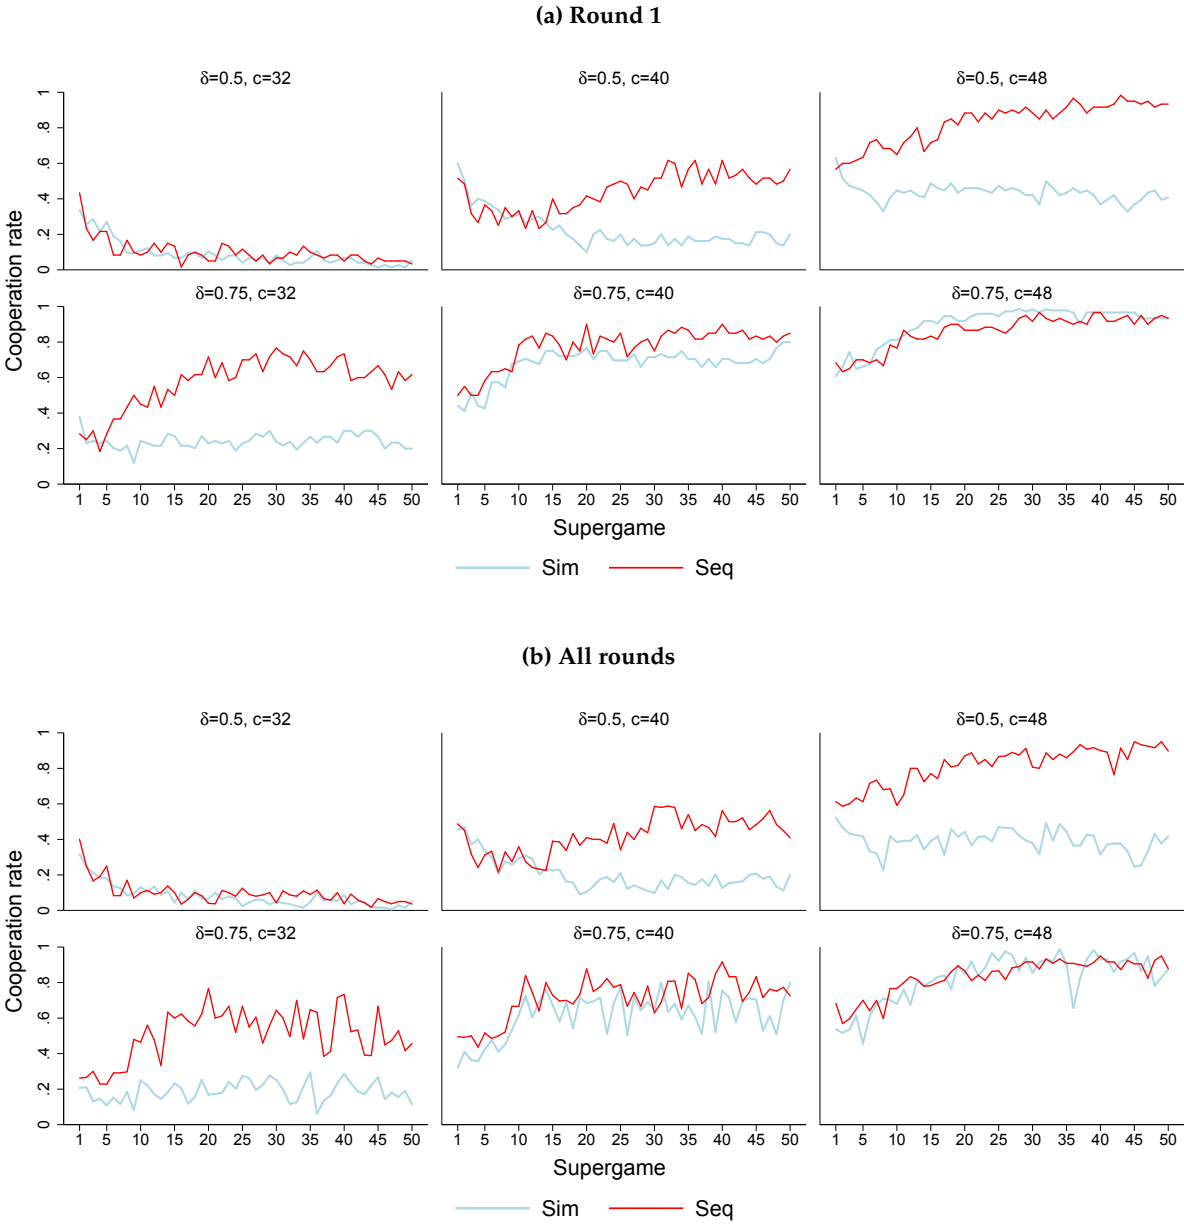 (a) Round 1
δ=0.5, c=32 δ=0.5, c=40 δ=0.5, c=48
Cooperation rate
0 .2 .4 .6 .8 1
δ=0.75, c=32 δ=0.75, c=40 δ=0.75, c=48
0 .2 .4 .6 .8 1
1 5 10 15 20 25 30 35 40 45 50 1 5 10 15 20 25 30 35 40 45 50 1 5 10 15 20 25 30 35 40 45 50
Supergame
Sim Seq
(b) All rounds
δ=0.5, c=32 δ=0.5, c=40 δ=0.5, c=48
Cooperation rate
0 .2 .4 .6 .8 1
δ=0.75, c=32 δ=0.75, c=40 δ=0.75, c=48
0 .2 .4 .6 .8 1
1 5 10 15 20 25 30 35 40 45 50 1 5 10 15 20 25 30 35 40 45 50 1 5 10 15 20 25 30 35 40 45 50
Supergame
Sim Seq